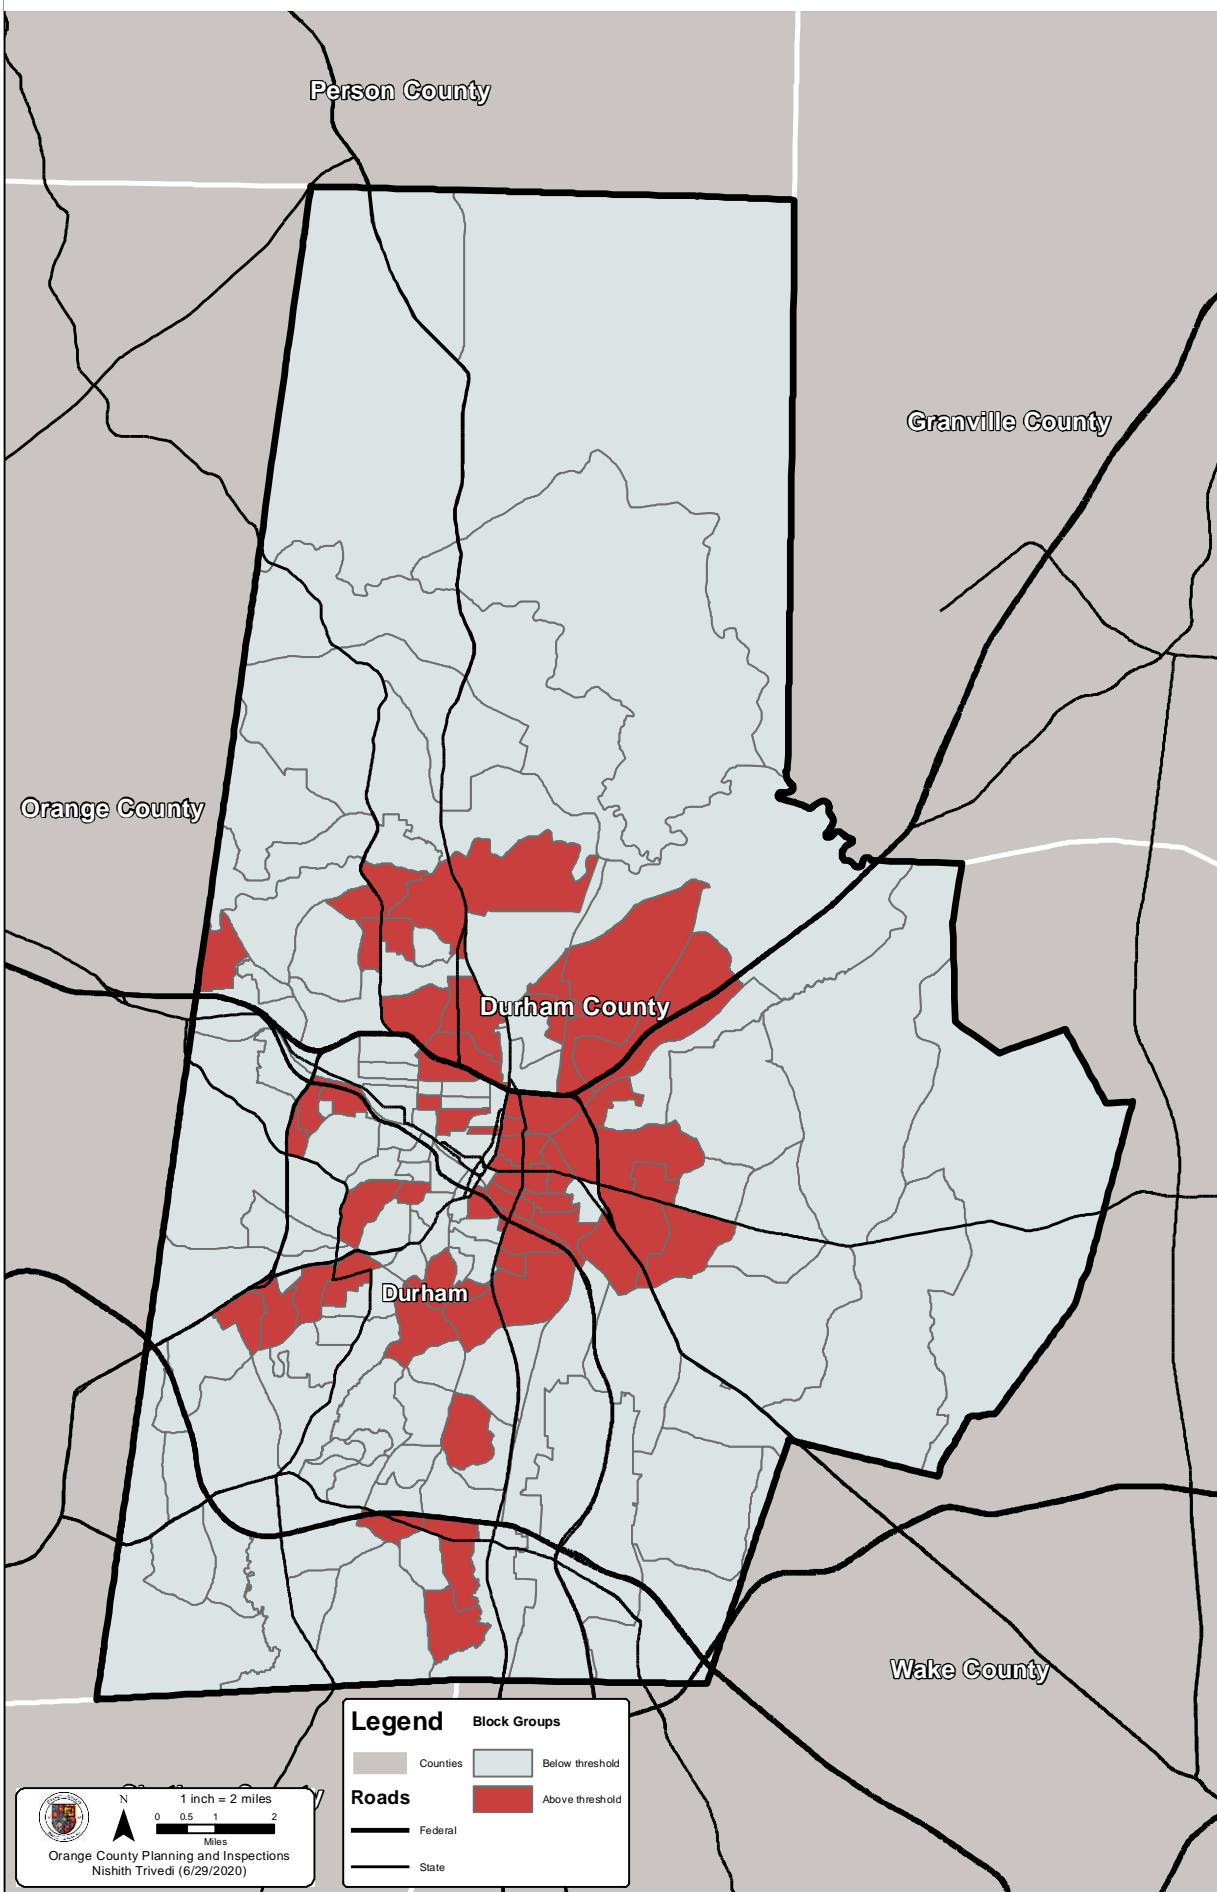 Person County
Granville County
Orange County
Durham County
Durham
Wake County
Legend
Block Groups
Counties
Below threshold
Roads
Above threshold
Federal
State
N
1 inch = 2 miles
0 0.5 1 2
Miles
Orange County Planning and Inspections
Nishith Trivedi (6/29/2020)